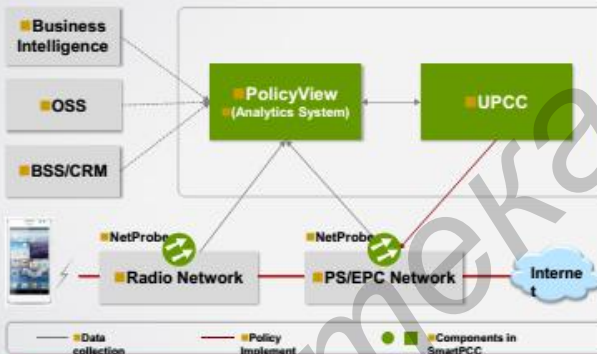 Business
Intelligence
OSS
BSS/CRM
PolicyView
(Analytics System)
UPCC
NetProbe
NetProbe
Radio Network
PS/EPC Network
Interne
t
Data
collection
Policy
Implement
Components in
SmartPCC
meka